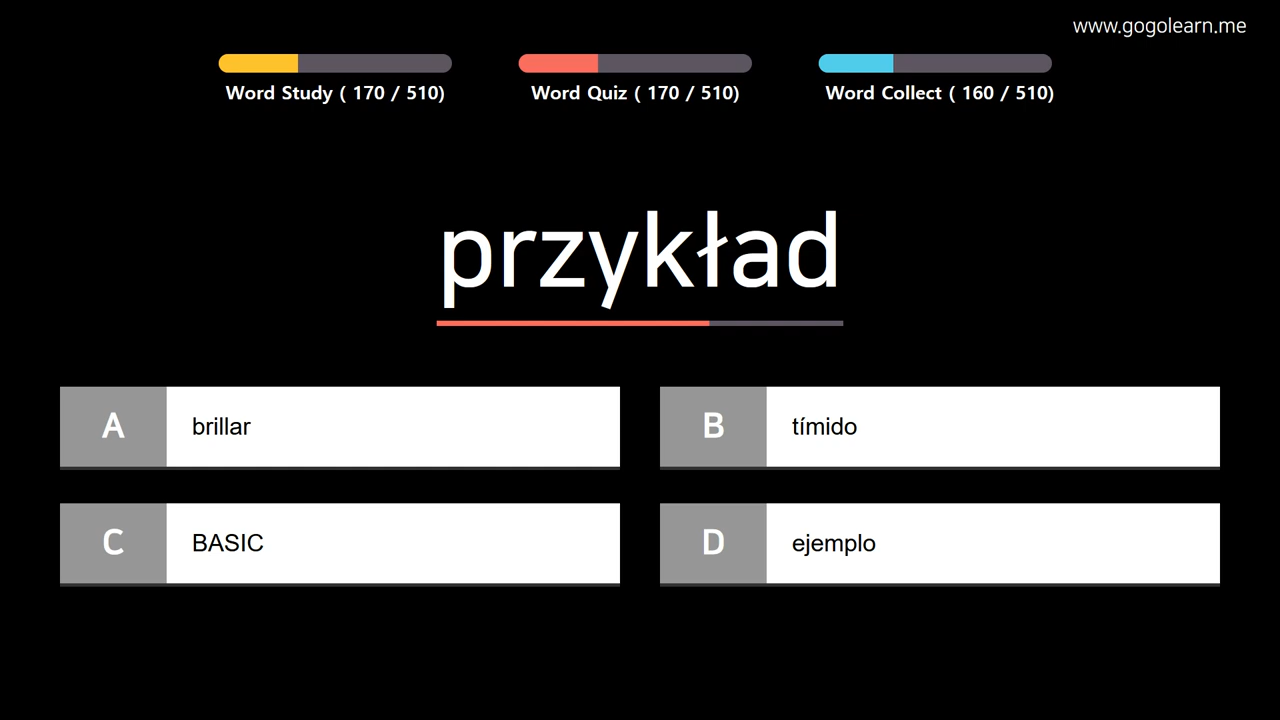 www.gogolearn.me
Word Study ( 170 / 510)
Word Quiz ( 170 / 510)
Word Collect ( 160 / 510)
przykład
A brillar
B tímido
C BASIC
D ejemplo